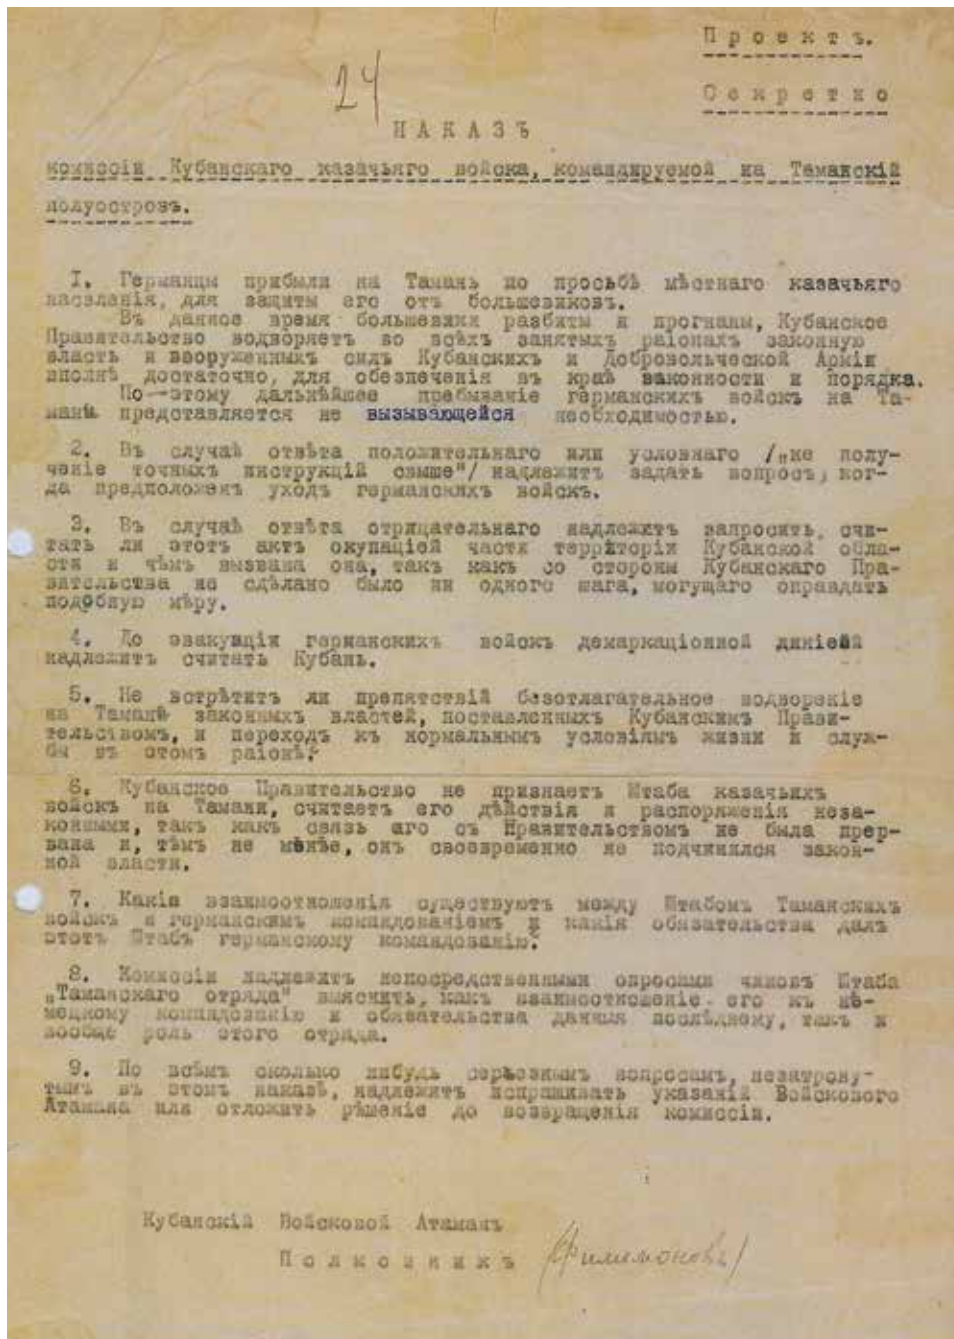 Проектъ.
24
Секретно
НАКАЗЪ
комиссіи Кубанскаго казачьяго войска, командируемой на Таманскій
полуостровъ.
1. Германцы прибыли на Тамань по просьбѣ мѣстнаго казачьяго
населенія, для защиты его отъ большевиковъ.
Въ данное время большевики разбиты и прогнаны, Кубанское
Правительство водворяетъ во всѣхъ занятыхъ раіонахъ законную
власть и вооруженныхъ силъ Кубанскихъ и Добровольческой Арміи
вполнѣ достаточно, для обезпеченія въ краѣ законности и порядка.
По-этому дальнѣйшее пребываніе германскихъ войскъ на Та-
мани представляется не вызывающейся необходимостью.
2. Въ случаѣ отвѣта положительнаго или условнаго /„не полу-
ченіе точныхъ инструкцій свыше"/ надлежитъ задать вопросъ, ког-
да предположенъ уходъ германскихъ войскъ.
3. Въ случаѣ отвѣта отрицательнаго надлежитъ запросить, счи-
тать ли этотъ актъ окупаціей части территоріи Кубанской обла-
сти и чѣмъ вызвана она, такъ какъ со стороны Кубанскаго Пра-
вительства не сдѣлано было ни одного шага, могущаго оправдать
подобную мѣру.
4. До эвакуаціи германскихъ войскъ демаркаціонной линіей
надлежитъ считать Кубань.
5. Не встрѣтитъ ли препятствій безотлагательное водвореніе
на Таманѣ законныхъ властей, поставленныхъ Кубанскимъ Прави-
тельствомъ, и переходъ къ нормальнымъ условіямъ жизни и служ-
бы въ этомъ раіонѣ?
6. Кубанское Правительство не признаетъ Штаба казачьихъ
войскъ на Тамани, считаетъ его дѣйствія и распоряженія неза-
конными, такъ какъ связь его съ Правительствомъ не была прер-
вана и, тѣмъ не менѣе, онъ своевременно не подчинился закон-
ной власти.
7. Какія взаимоотношенія существуютъ между Штабомъ Таманскихъ
войскъ и германскимъ командованіемъ и какія обязательства далъ
этотъ Штабъ германскому командованію?
8. Комиссіи надлежитъ непосредственными опросами чиновъ Штаба
„Таманскаго отряда" выяснить, какъ взаимоотношеніе его къ нѣ-
мецкому командованію и обязательства данныя послѣднему, такъ и
вообще роль этого отряда.
9. По всѣмъ сколько нибудь серьезнымъ вопросамъ, незатрону-
тымъ въ этомъ наказѣ, надлежитъ испрашивать указаній Войскового
Атамана или отложить рѣшеніе до возвращенія комиссіи.
Кубанскій Войсковой Атаманъ
Полковникъ (Филимоновъ)